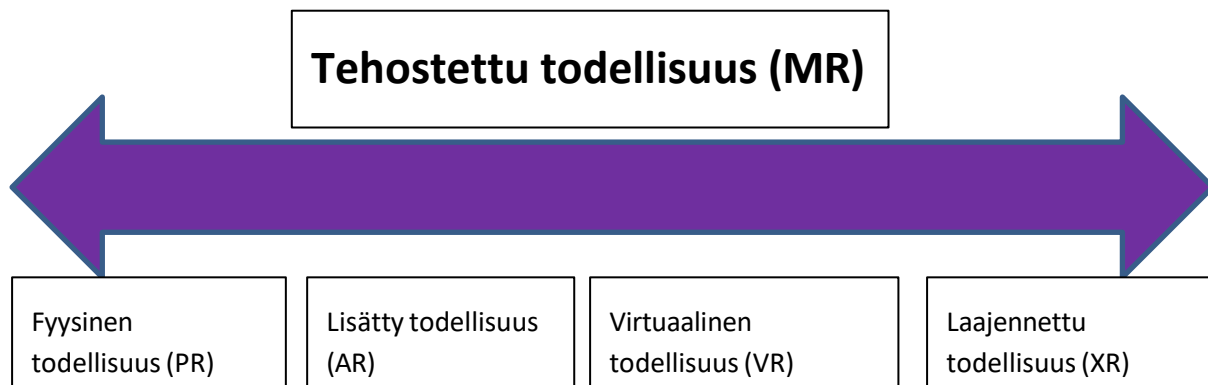 Tehostettu todellisuus (MR)
Fyysinen
todellisuus (PR)
Lisätty todellisuus
(AR)
Virtuaalinen
todellisuus (VR)
Laajennettu
todellisuus (XR)